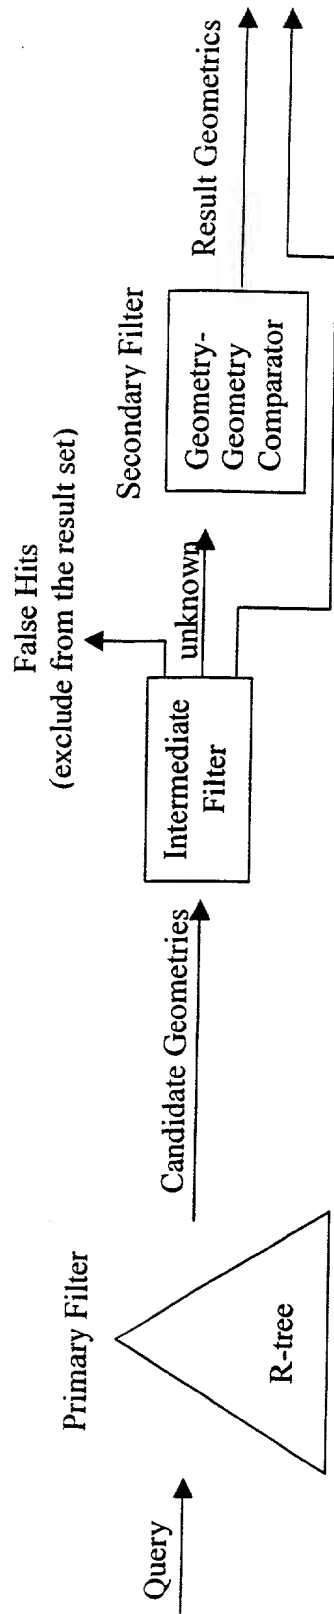 Query
Primary Filter
R-tree
Candidate Geometries
Intermediate
Filter
False Hits
(exclude from the result set)
unknown
Secondary Filter
Geometry-
Geometry
Comparator
Result Geometrics